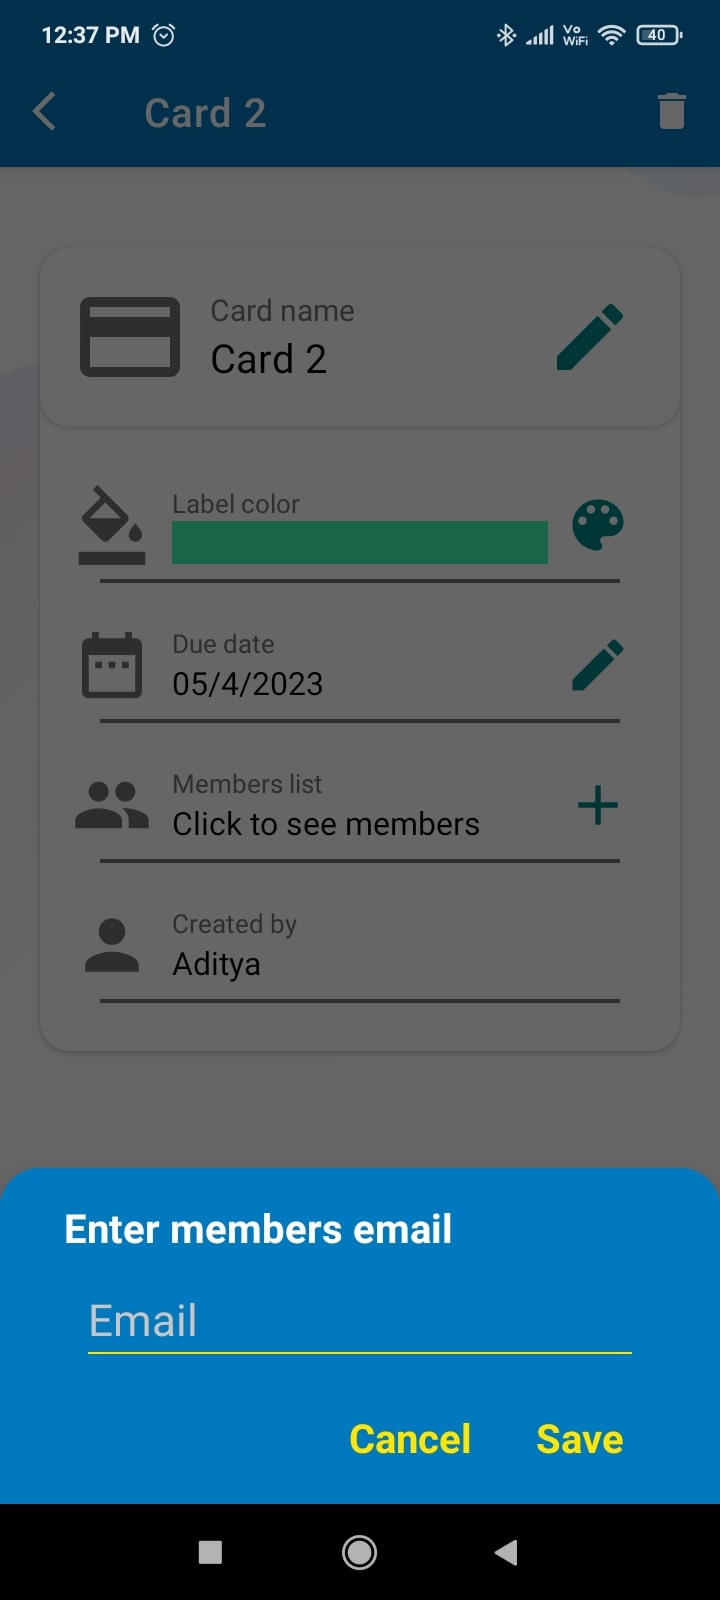 12:37 PM
Vo
WiFi
40
Card 2
Card name
Card 2
Label color
Due date
05/4/2023
Members list
Click to see members
Created by
Aditya
Enter members email
Email
Cancel Save